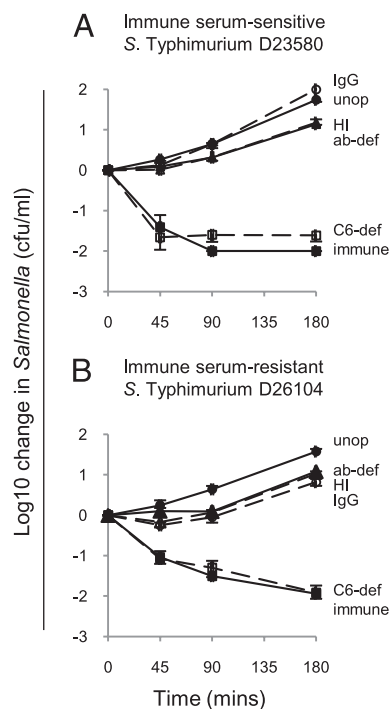 A
Immune serum-sensitive
S. Typhimurium D23580
Log10 change in Salmonella (cfu/ml)
3
2
1
0
-1
-2
-3
IgG
unop
HI
ab-def
C6-def
immune
0 45 90 135 180
B
Immune serum-resistant
S. Typhimurium D26104
3
2
1
0
-1
-2
-3
unop
ab-def
HI
IgG
C6-def
immune
0 45 90 135 180
Time (mins)